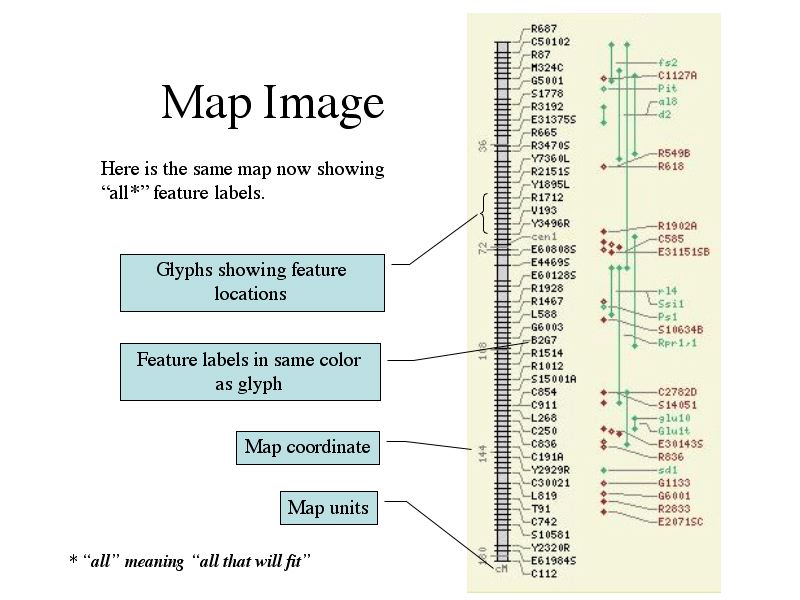 Map Image
Here is the same map now showing
“all*” feature labels.
Glyphs showing feature
locations
Feature labels in same color
as glyph
Map coordinate
Map units
* “all” meaning “all that will fit”
36
72
108
144
180
cM
R687
C50102
R87
M324C
G5001
S1778
R3192
E31375S
R665
R3470S
Y7360L
R2151S
Y1895L
R1712
V193
Y3496R
cen1
E60808S
E4469S
E60128S
R1928
R1467
L588
G6003
B2G7
R1514
R1012
S15001A
C854
C911
L268
C250
C836
C191A
Y2929R
C30021
L819
T91
C742
S10581
Y2320R
E61984S
C112
fs2
C1127A
Pit
al8
d2
R549B
R618
R1902A
C585
E31151SB
rl4
Ssi1
Ps1
S10634B
Rpr1,1
C2782D
S14051
glu10
Glu1t
E30143S
R836
sd1
G1133
G6001
R2833
E2071SC